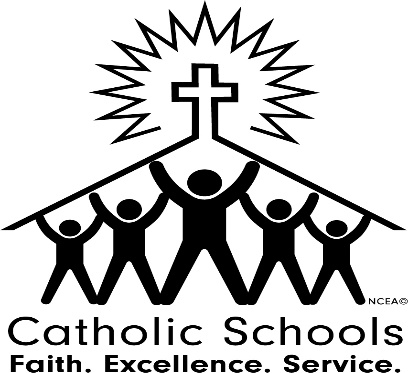 NCEA©
Catholic Schools
Faith. Excellence. Service.